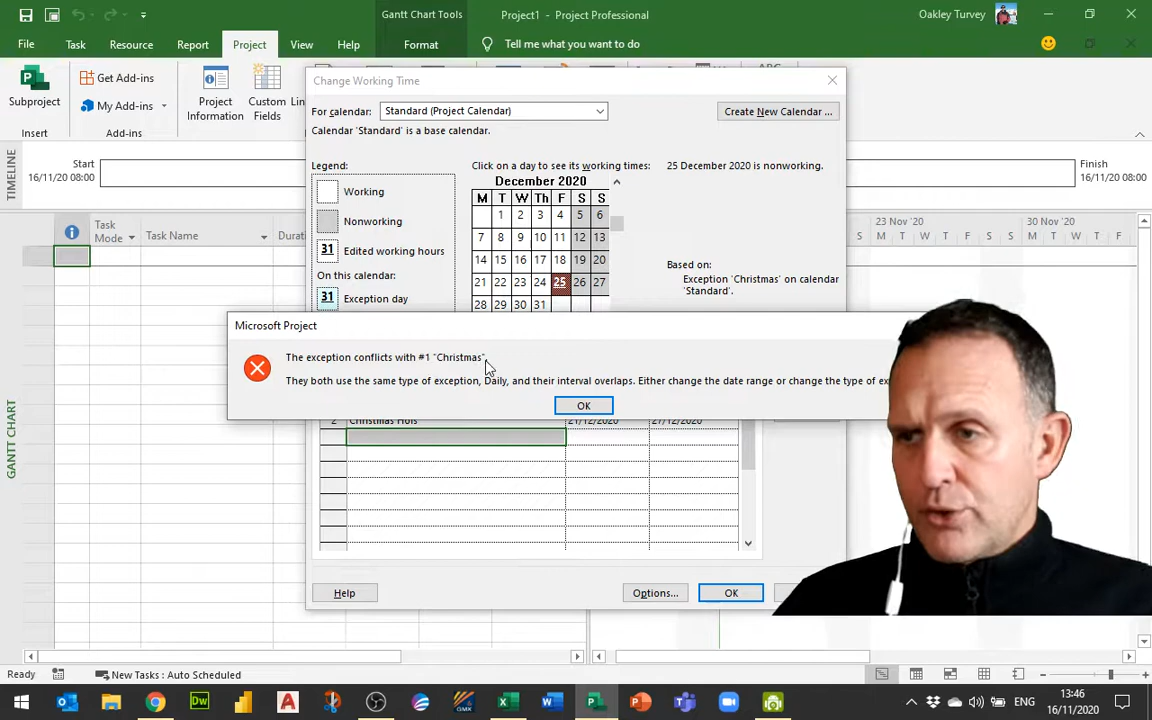 Gantt Chart Tools
Project1 - Project Professional
Oakley Turvey
File
Task
Resource
Report
Project
View
Help
Format
Tell me what you want to do
Subproject
Insert
Get Add-ins
My Add-ins
Add-ins
Project
Information
Custom
Fields
Change Working Time
For calendar:
Standard (Project Calendar)
Create New Calendar ...
Calendar 'Standard' is a base calendar.
Legend:
Click on a day to see its working times:
25 December 2020 is nonworking.
Working
Nonworking
31 Edited working hours
On this calendar:
31 Exception day
December 2020
M T W Th F S S
1 2 3 4 5 6
7 8 9 10 11 12 13
14 15 16 17 18 19 20
21 22 23 24 25 26 27
28 29 30 31
Based on:
Exception 'Christmas' on calendar
'Standard'.
TIMELINE
Start
16/11/20 08:00
Finish
16/11/20 08:00
Task
Mode
Task Name
23 Nov '20
30 Nov '20
S M T W T F S S M T W T F
Microsoft Project
The exception conflicts with #1 "Christmas".
They both use the same type of exception, Daily, and their interval overlaps. Either change the date range or change the type of
OK
2 Christmas Hols 21/12/2020 27/12/2020
GANTT CHART
Help
Options...
OK
Ready
New Tasks : Auto Scheduled
ENG
13:46
16/11/2020